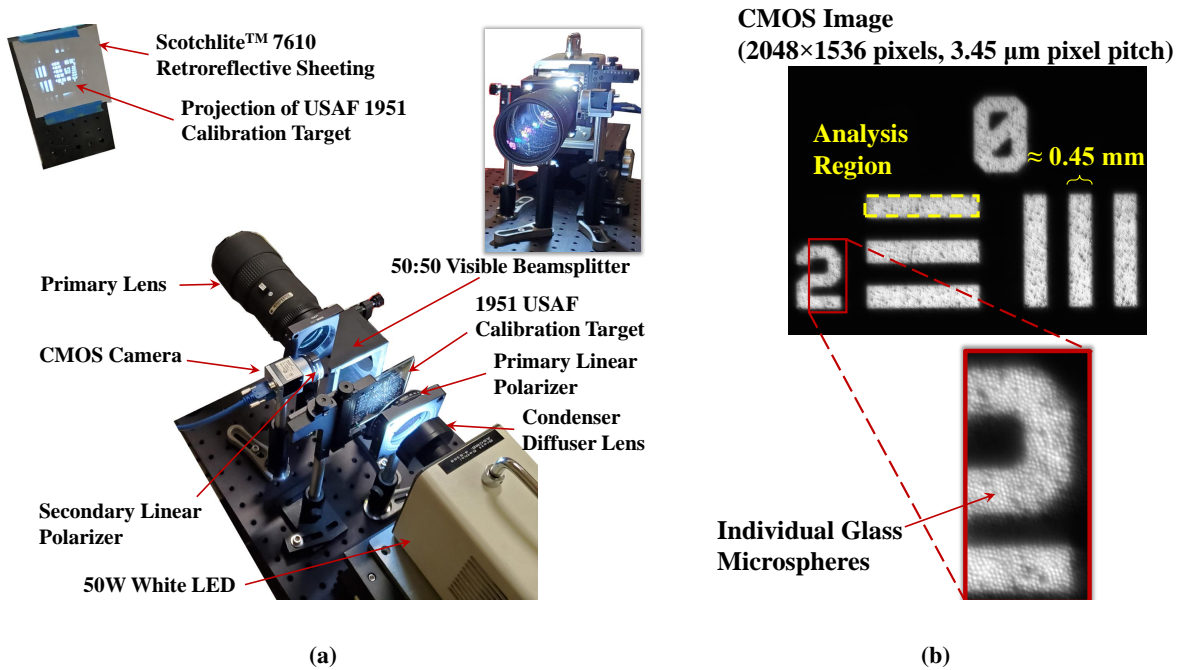 Scotchlite™ 7610
Retroreflective Sheeting
Projection of USAF 1951
Calibration Target
Primary Lens
CMOS Camera
50:50 Visible Beamsplitter
1951 USAF
Calibration Target
Primary Linear
Polarizer
Condenser
Diffuser Lens
Secondary Linear
Polarizer
50W White LED
(a)
CMOS Image
(2048×1536 pixels, 3.45 μm pixel pitch)
0
Analysis
Region
≈ 0.45 mm
2
Individual Glass
Microspheres
(b)